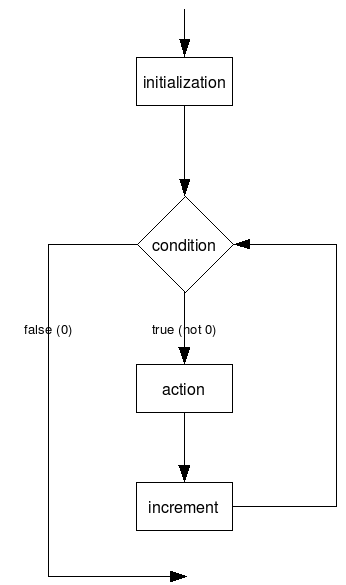 initialization
condition
false (0)
true (not 0)
action
increment